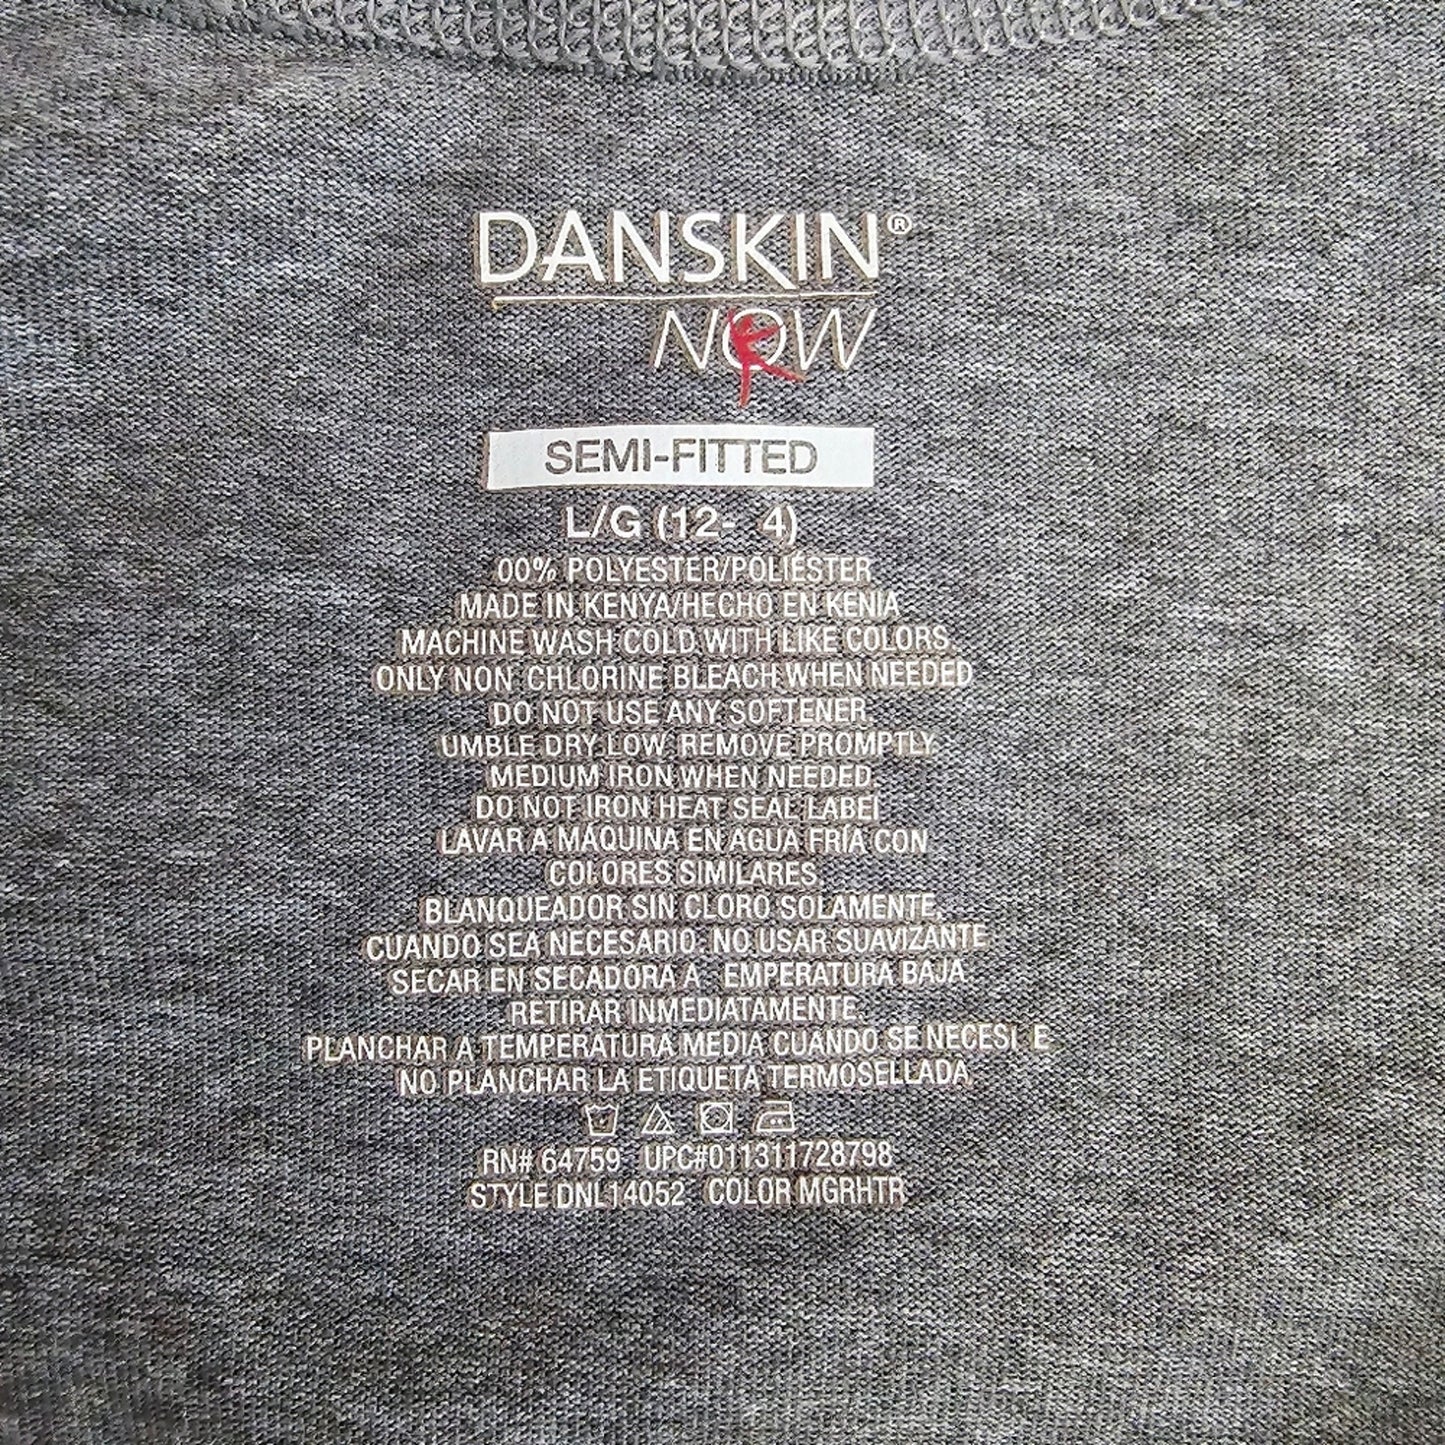 DANSKIN®
NOW
SEMI-FITTED
L/G (12- 4)
00% POLYESTER/POLIÉSTER
MADE IN KENYA/HECHO EN KENIA
MACHINE WASH COLD WITH LIKE COLORS.
ONLY NON CHLORINE BLEACH WHEN NEEDED
DO NOT USE ANY SOFTENER.
UMBLE DRY LOW. REMOVE PROMPTLY.
MEDIUM IRON WHEN NEEDED
DO NOT IRON HEAT SEAL LABEL
LAVAR A MÁQUINA EN AGUA FRÍA CON
COLORES SIMILARES.
BLANQUEADOR SIN CLORO SOLAMENTE,
CUANDO SEA NECESARIO. NO USAR SUAVIZANTE
SECAR EN SECADORA A EMPERATURA BAJA.
RETIRAR INMEDIATAMENTE.
PLANCHAR A TEMPERATURA MEDIA CUANDO SE NECESI E.
NO PLANCHAR LA ETIQUETA TERMOSELLADA.
RN# 64759 UPC#011311728798
STYLE DNL14052 COLOR MGRHTR